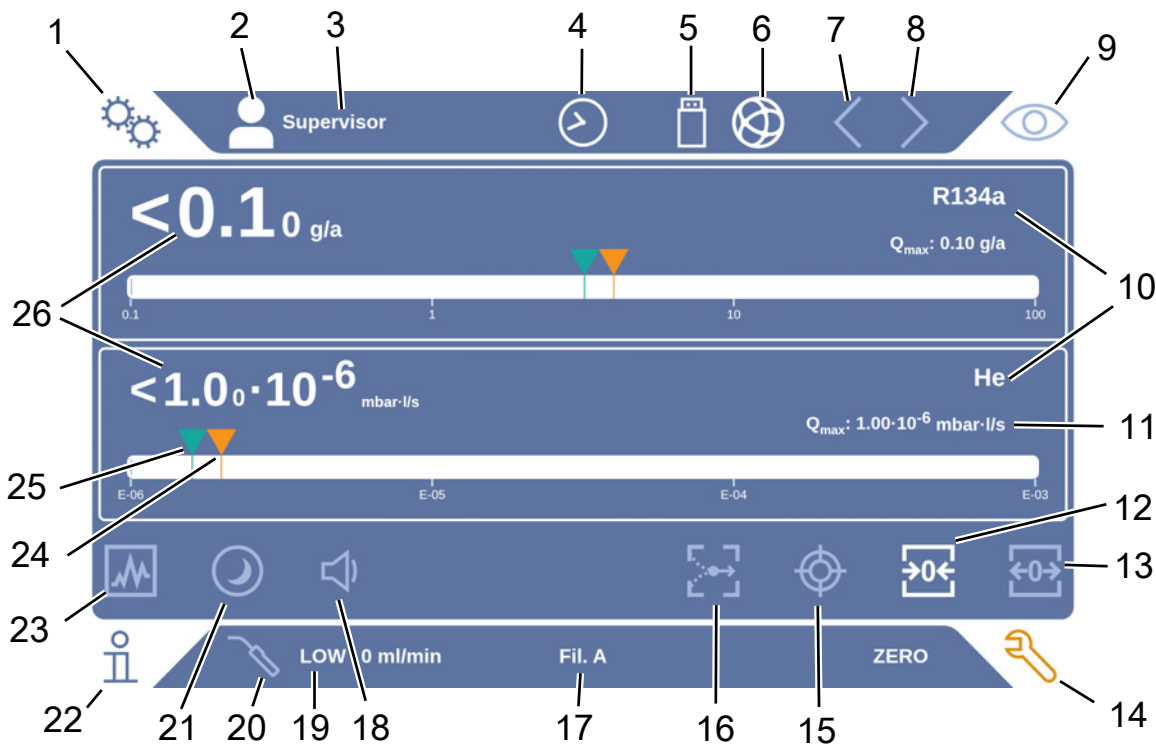 1 2 3 4 5 6 7 8 9
Supervisor
<0.10 g/a
R134a
Qmax: 0.10 g/a
0.1 1 10 100
26
10
<1.00·10-6 mbar·l/s
He
Qmax: 1.00·10-6 mbar·l/s
11
25
E-06 E-05 E-04 E-03
12
24
→0←
←0→
13
23
LOW 0 ml/min
Fil. A
ZERO
22 21 20 19 18 17 16 15 14